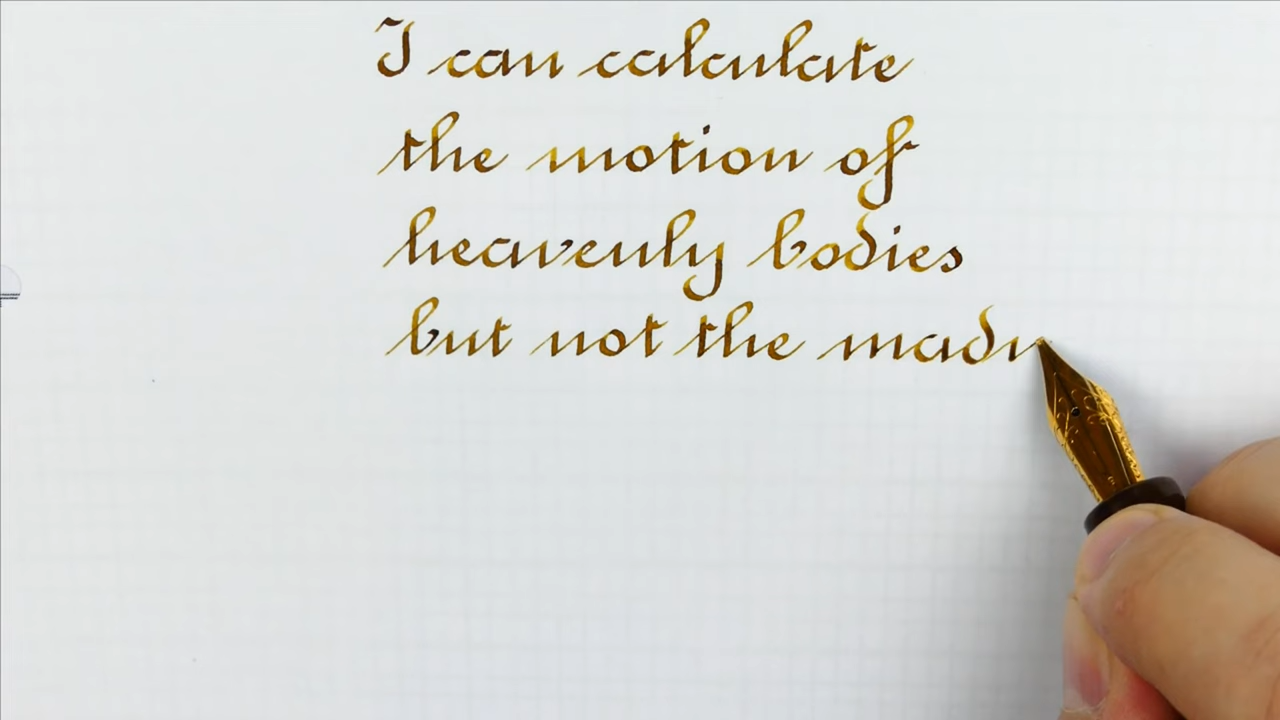 I can calculate
the motion of
heavenly bodies
but not the madn